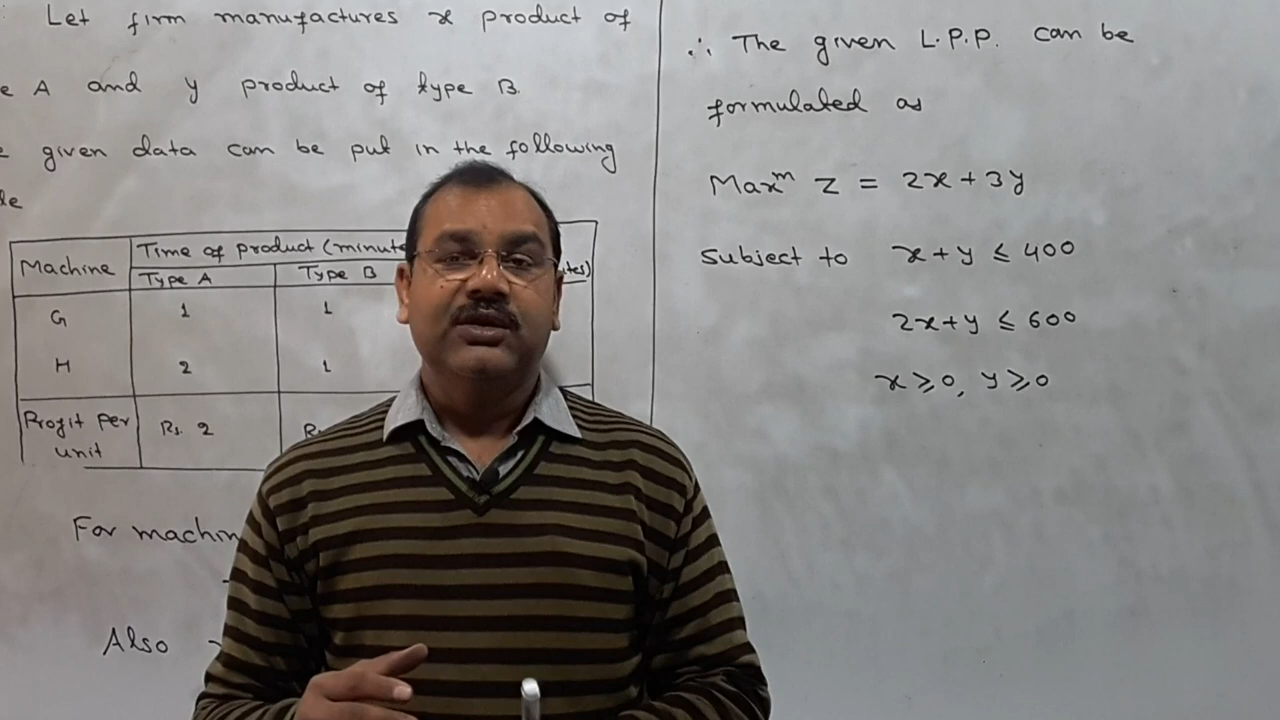 Let firm manufactures x product of
e A and y product of type B.
given data can be put in the following
le
Machine Time of product (minute
Type A Type B tes)
G 1 1
H 2 1
Profit per unit Rs. 2 R
For machin
Also
∴ The given L.P.P. can be
formulated as
Maxᵐ Z = 2x + 3y
Subject to x + y ≤ 400
2x + y ≤ 600
x ≥ 0, y ≥ 0